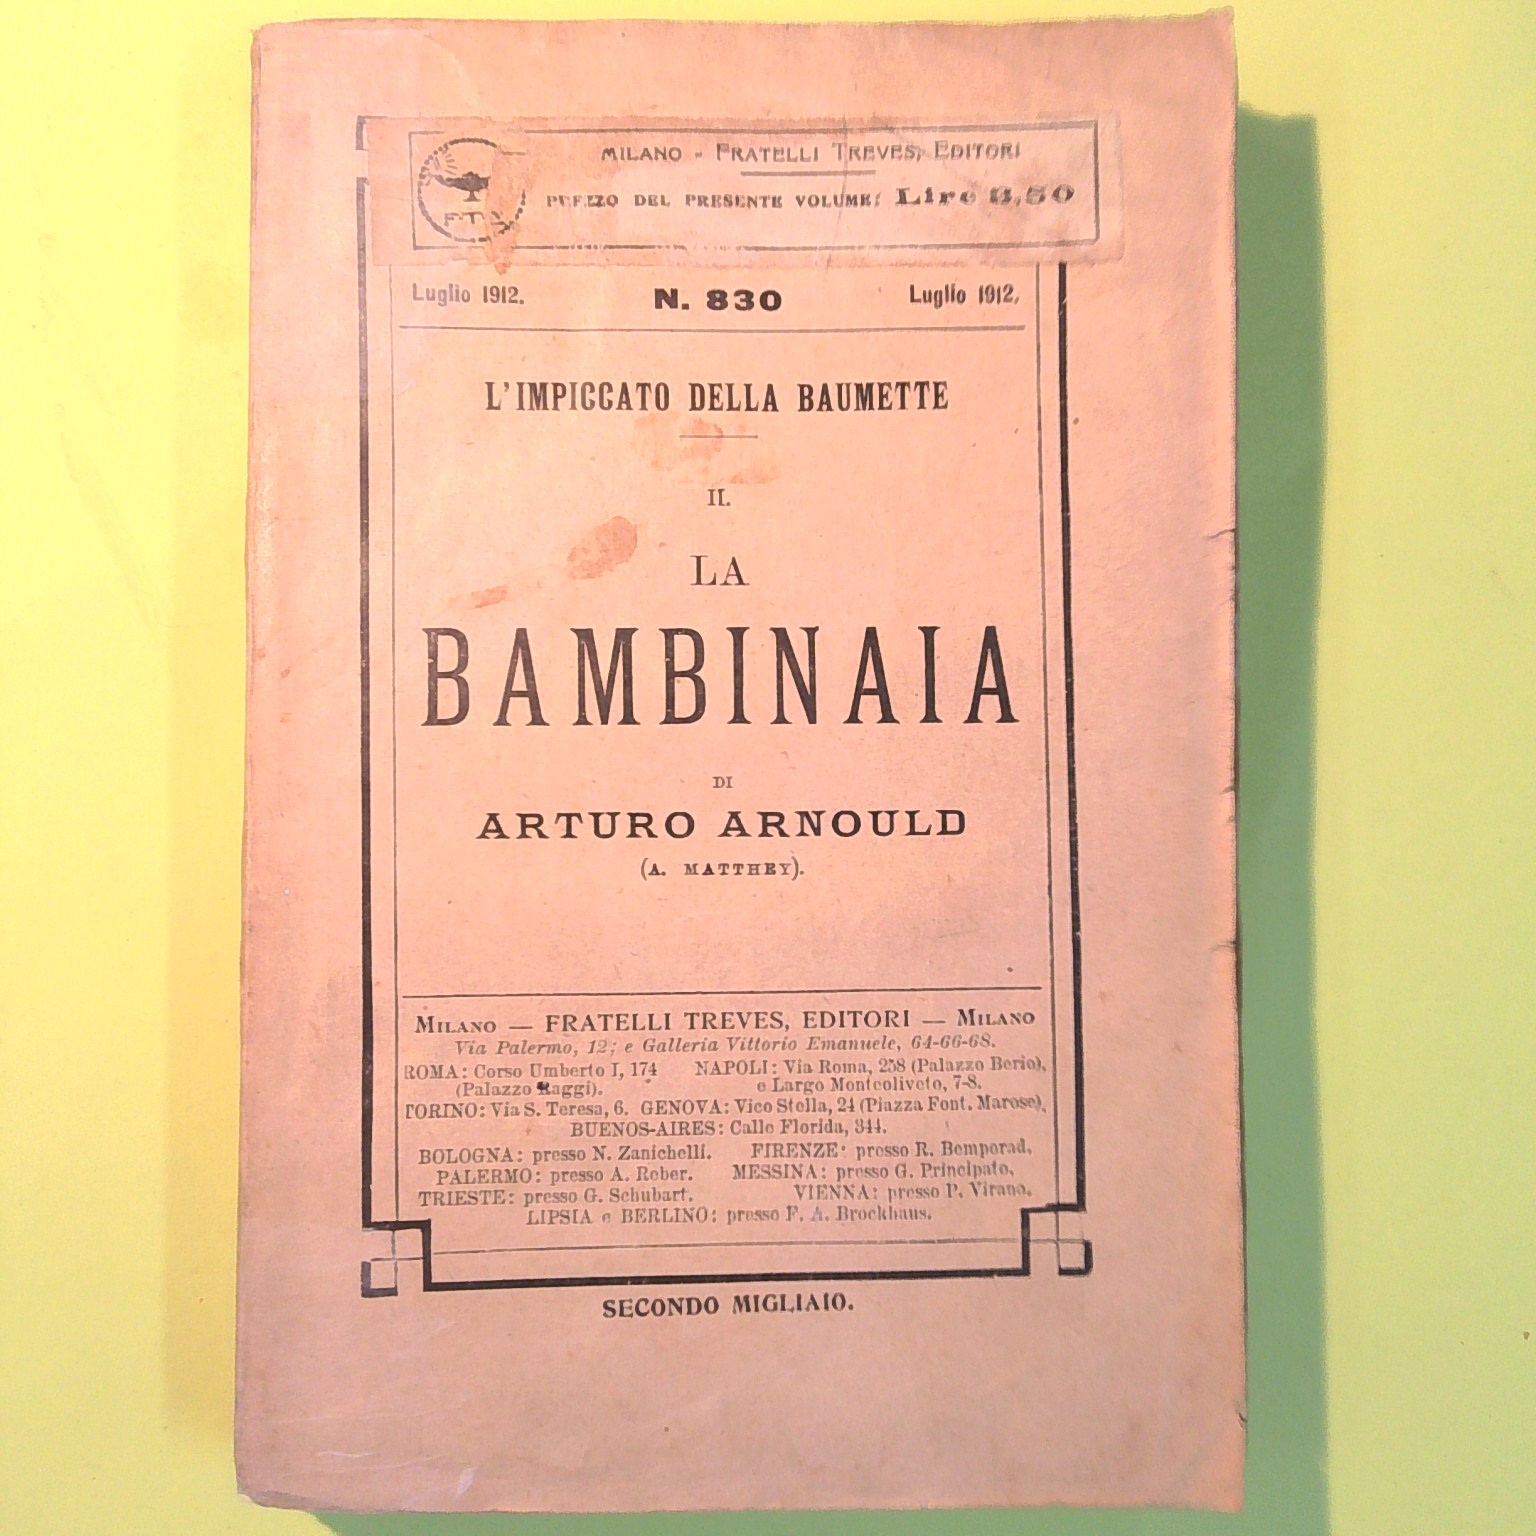 MILANO - FRATELLI TREVES, EDITORI
PREZZO DEL PRESENTE VOLUME: Lire
Luglio 1912. N. 830 Luglio 1912.
L'IMPICCATO DELLA BAUMETTE
II.
LA
BAMBINAIA
DI
ARTURO ARNOULD
(A. MATTHEY).
MILANO — FRATELLI TREVES, EDITORI — MILANO
Via Palermo, 12; e Galleria Vittorio Emanuele, 64-66-68.
ROMA: Corso Umberto I, 174 NAPOLI: Via Roma, 258 (Palazzo Berio),
(Palazzo Raggi). e Largo Monteoliveto, 7-8.
TORINO: Via S. Teresa, 6. GENOVA: Vico Stella, 24 (Piazza Font. Marose),
BUENOS-AIRES: Calle Florida, 344.
BOLOGNA: presso N. Zanichelli. FIRENZE: presso R. Bemporad.
PALERMO: presso A. Reber. MESSINA: presso G. Principato.
TRIESTE: presso G. Schubart. VIENNA: presso P. Virano.
LIPSIA e BERLINO: presso F. A. Brockhaus.
SECONDO MIGLIAIO.